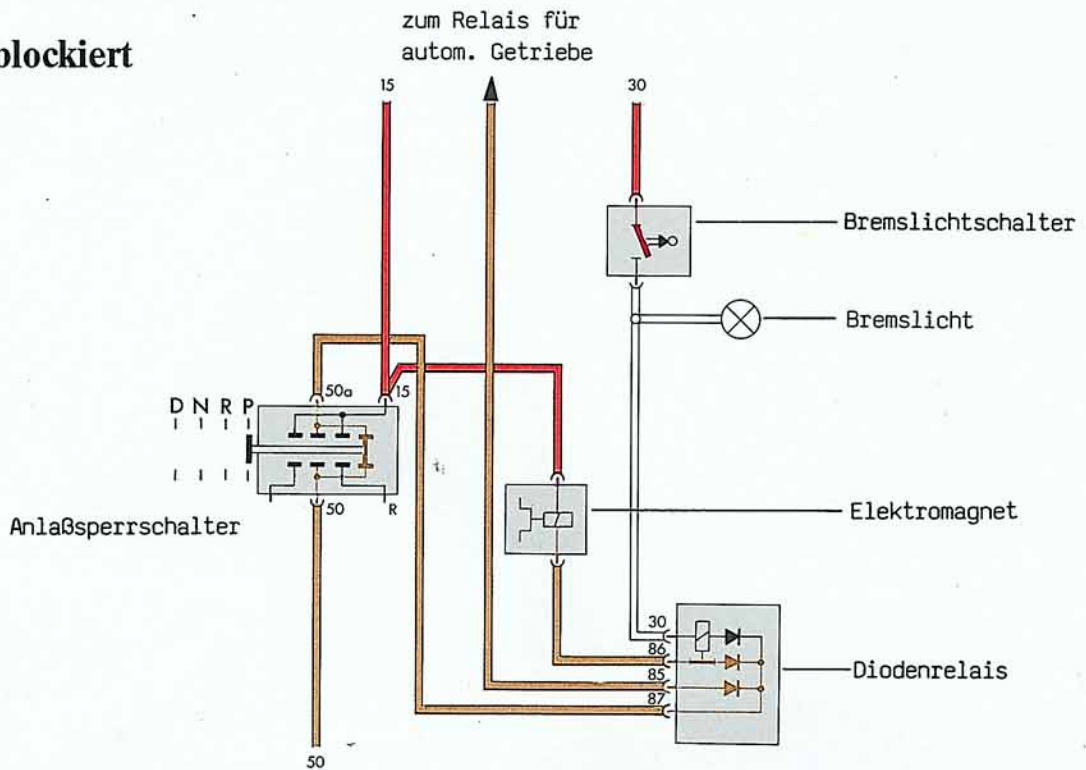 zum Relais für
autom. Getriebe
blockiert
15
30
Bremslichtschalter
Bremslicht
50a
15
D N R P
50
R
Anlaßsperrschalter
Elektromagnet
30
86
85
87
Diodenrelais
50